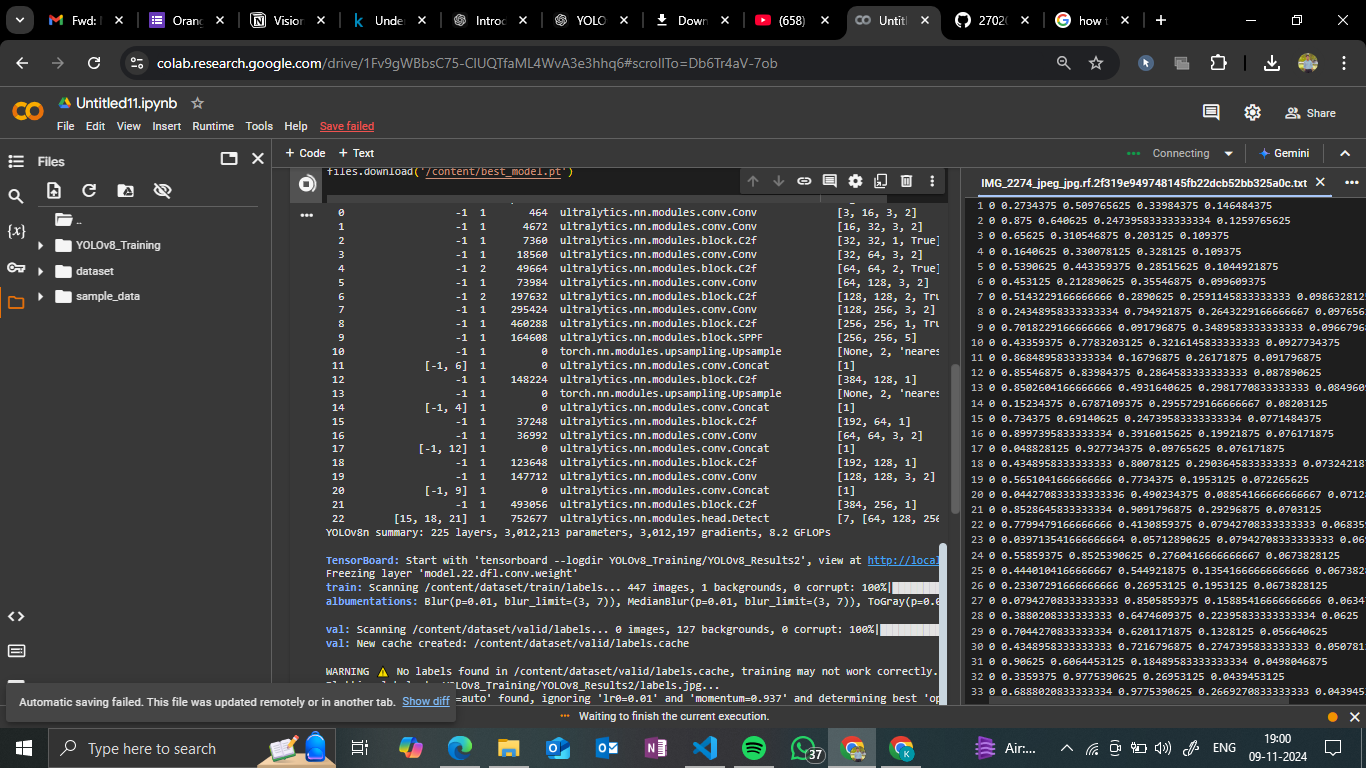 Fwd: I
Oran
Vision
Unde
Introc
YOLO
Down
(658)
Untitl
2702
how t
colab.research.google.com/drive/1Fv9gWBbsC75-ClUQTfaML4WvA3e3hhq6#scrollTo=Db6Tr4aV-7ob
Untitled11.ipynb
File Edit View Insert Runtime Tools Help Save failed
Share
Files
+ Code + Text
Connecting
Gemini
..
YOLOv8_Training
dataset
sample_data
files.download('/content/best_model.pt')
0 -1 1 464 ultralytics.nn.modules.conv.Conv [3, 16, 3, 2]
1 -1 1 4672 ultralytics.nn.modules.conv.Conv [16, 32, 3, 2]
2 -1 1 7360 ultralytics.nn.modules.block.C2f [32, 32, 1, True]
3 -1 1 18560 ultralytics.nn.modules.conv.Conv [32, 64, 3, 2]
4 -1 2 49664 ultralytics.nn.modules.block.C2f [64, 64, 2, True]
5 -1 1 73984 ultralytics.nn.modules.conv.Conv [64, 128, 3, 2]
6 -1 2 197632 ultralytics.nn.modules.block.C2f [128, 128, 2, Tru
7 -1 1 295424 ultralytics.nn.modules.conv.Conv [128, 256, 3, 2]
8 -1 1 460288 ultralytics.nn.modules.block.C2f [256, 256, 1, Tru
9 -1 1 164608 ultralytics.nn.modules.block.SPPF [256, 256, 5]
10 -1 1 0 torch.nn.modules.upsampling.Upsample [None, 2, 'neares
11 [-1, 6] 1 0 ultralytics.nn.modules.conv.Concat [1]
12 -1 1 148224 ultralytics.nn.modules.block.C2f [384, 128, 1]
13 -1 1 0 torch.nn.modules.upsampling.Upsample [None, 2, 'neares
14 [-1, 4] 1 0 ultralytics.nn.modules.conv.Concat [1]
15 -1 1 37248 ultralytics.nn.modules.block.C2f [192, 64, 1]
16 -1 1 36992 ultralytics.nn.modules.conv.Conv [64, 64, 3, 2]
17 [-1, 12] 1 0 ultralytics.nn.modules.conv.Concat [1]
18 -1 1 123648 ultralytics.nn.modules.block.C2f [192, 128, 1]
19 -1 1 147712 ultralytics.nn.modules.conv.Conv [128, 128, 3, 2]
20 [-1, 9] 1 0 ultralytics.nn.modules.conv.Concat [1]
21 -1 1 493056 ultralytics.nn.modules.block.C2f [384, 256, 1]
22 [15, 18, 21] 1 752677 ultralytics.nn.modules.head.Detect [7, [64, 128, 256
YOLOv8n summary: 225 layers, 3,012,213 parameters, 3,012,197 gradients, 8.2 GFLOPs
TensorBoard: Start with 'tensorboard --logdir YOLOv8_Training/YOLOv8_Results2', view at http://local
Freezing layer 'model.22.dfl.conv.weight'
train: Scanning /content/dataset/train/labels... 447 images, 1 backgrounds, 0 corrupt: 100%
albumentations: Blur(p=0.01, blur_limit=(3, 7)), MedianBlur(p=0.01, blur_limit=(3, 7)), ToGray(p=0.0
val: Scanning /content/dataset/valid/labels... 0 images, 127 backgrounds, 0 corrupt: 100%
val: New cache created: /content/dataset/valid/labels.cache
WARNING ⚠ No labels found in /content/dataset/valid/labels.cache, training may not work correctly.
YOLOv8_Training/YOLOv8_Results2/labels.jpg...
=auto' found, ignoring 'lr0=0.01' and 'momentum=0.937' and determining best 'op
IMG_2274_jpeg_jpg.rf.2f319e949748145fb22dcb52bb325a0c.txt
1 0 0.2734375 0.509765625 0.33984375 0.146484375
2 0 0.875 0.640625 0.24739583333333334 0.1259765625
3 0 0.65625 0.310546875 0.203125 0.109375
4 0 0.1640625 0.330078125 0.328125 0.109375
5 0 0.5390625 0.443359375 0.28515625 0.1044921875
6 0 0.453125 0.212890625 0.35546875 0.099609375
7 0 0.5143229166666666 0.2890625 0.2591145833333333 0.098632812
8 0 0.24348958333333334 0.794921875 0.2643229166666667 0.097656
9 0 0.7018229166666666 0.091796875 0.3489583333333333 0.0966796
10 0 0.43359375 0.7783203125 0.3216145833333333 0.0927734375
11 0 0.8684895833333334 0.16796875 0.26171875 0.091796875
12 0 0.85546875 0.83984375 0.2864583333333333 0.087890625
13 0 0.8502604166666666 0.4931640625 0.2981770833333333 0.084960
14 0 0.15234375 0.6787109375 0.2955729166666667 0.08203125
15 0 0.734375 0.69140625 0.24739583333333334 0.0771484375
16 0 0.8997395833333334 0.3916015625 0.19921875 0.076171875
17 0 0.048828125 0.927734375 0.09765625 0.076171875
18 0 0.4348958333333333 0.80078125 0.2903645833333333 0.07324218
19 0 0.5651041666666666 0.7734375 0.1953125 0.072265625
20 0 0.044270833333333336 0.490234375 0.08854166666666667 0.0712
21 0 0.8528645833333334 0.9091796875 0.29296875 0.0703125
22 0 0.7799479166666666 0.4130859375 0.07942708333333333 0.06835
23 0 0.039713541666666664 0.05712890625 0.07942708333333333 0.06
24 0 0.55859375 0.8525390625 0.2760416666666667 0.0673828125
25 0 0.4440104166666667 0.544921875 0.13541666666666666 0.067382
26 0 0.23307291666666666 0.26953125 0.1953125 0.0673828125
27 0 0.07942708333333333 0.8505859375 0.15885416666666666 0.0634
28 0 0.3880208333333333 0.6474609375 0.22395833333333334 0.0625
29 0 0.7044270833333334 0.6201171875 0.1328125 0.056640625
30 0 0.4348958333333333 0.7216796875 0.2747395833333333 0.050781
31 0 0.90625 0.6064453125 0.18489583333333334 0.0498046875
32 0 0.3359375 0.9775390625 0.26953125 0.0439453125
33 0 0.6888020833333334 0.9775390625 0.2669270833333333 0.043945
Automatic saving failed. This file was updated remotely or in another tab. Show diff
Waiting to finish the current execution.
Type here to search
37
Air:...
ENG
19:00
09-11-2024